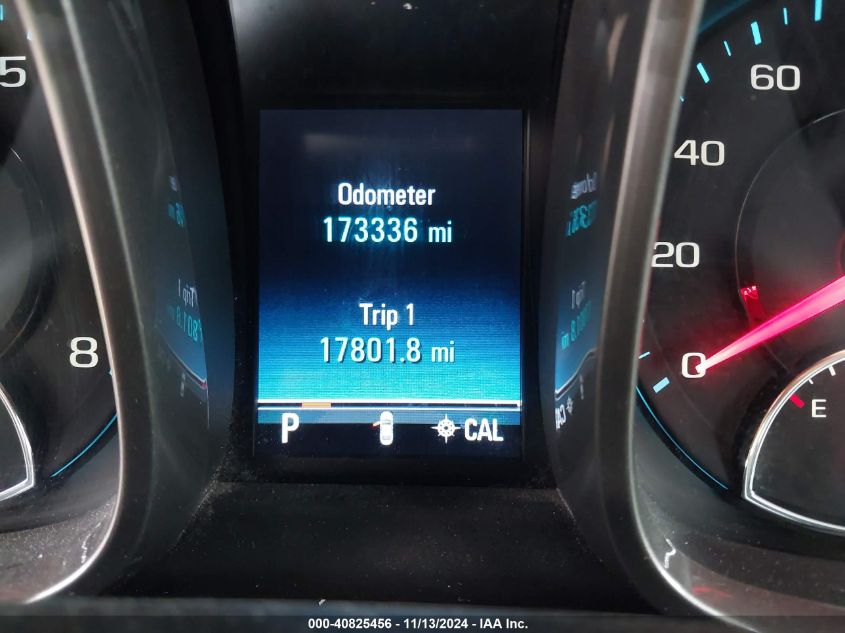 5
8
Odometer
173336 mi
Trip 1
17801.8 mi
P
CAL
60
40
20
0
E
000-40825456 - 11/13/2024 - IAA Inc.